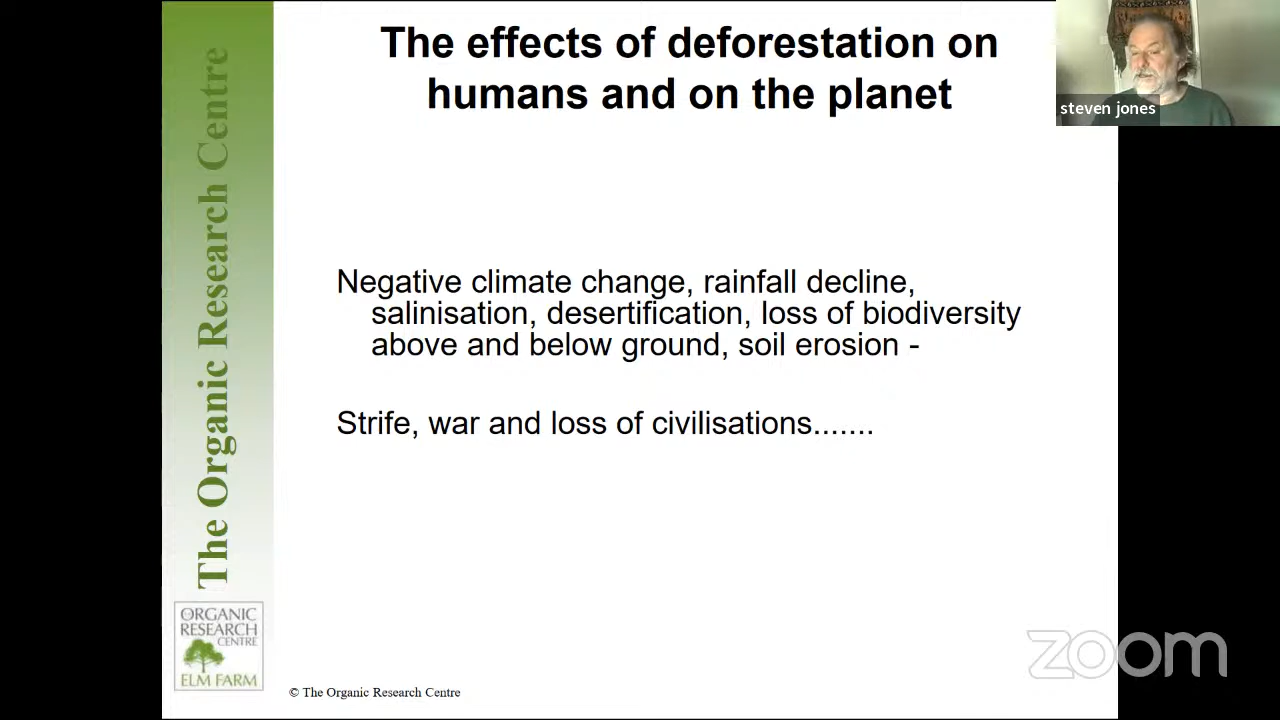 The effects of deforestation on
humans and on the planet
steven jones
The Organic Research Centre
Negative climate change, rainfall decline,
salinisation, desertification, loss of biodiversity
above and below ground, soil erosion -
Strife, war and loss of civilisations.......
THE
ORGANIC
RESEARCH
CENTRE
ELM FARM
© The Organic Research Centre
zoom